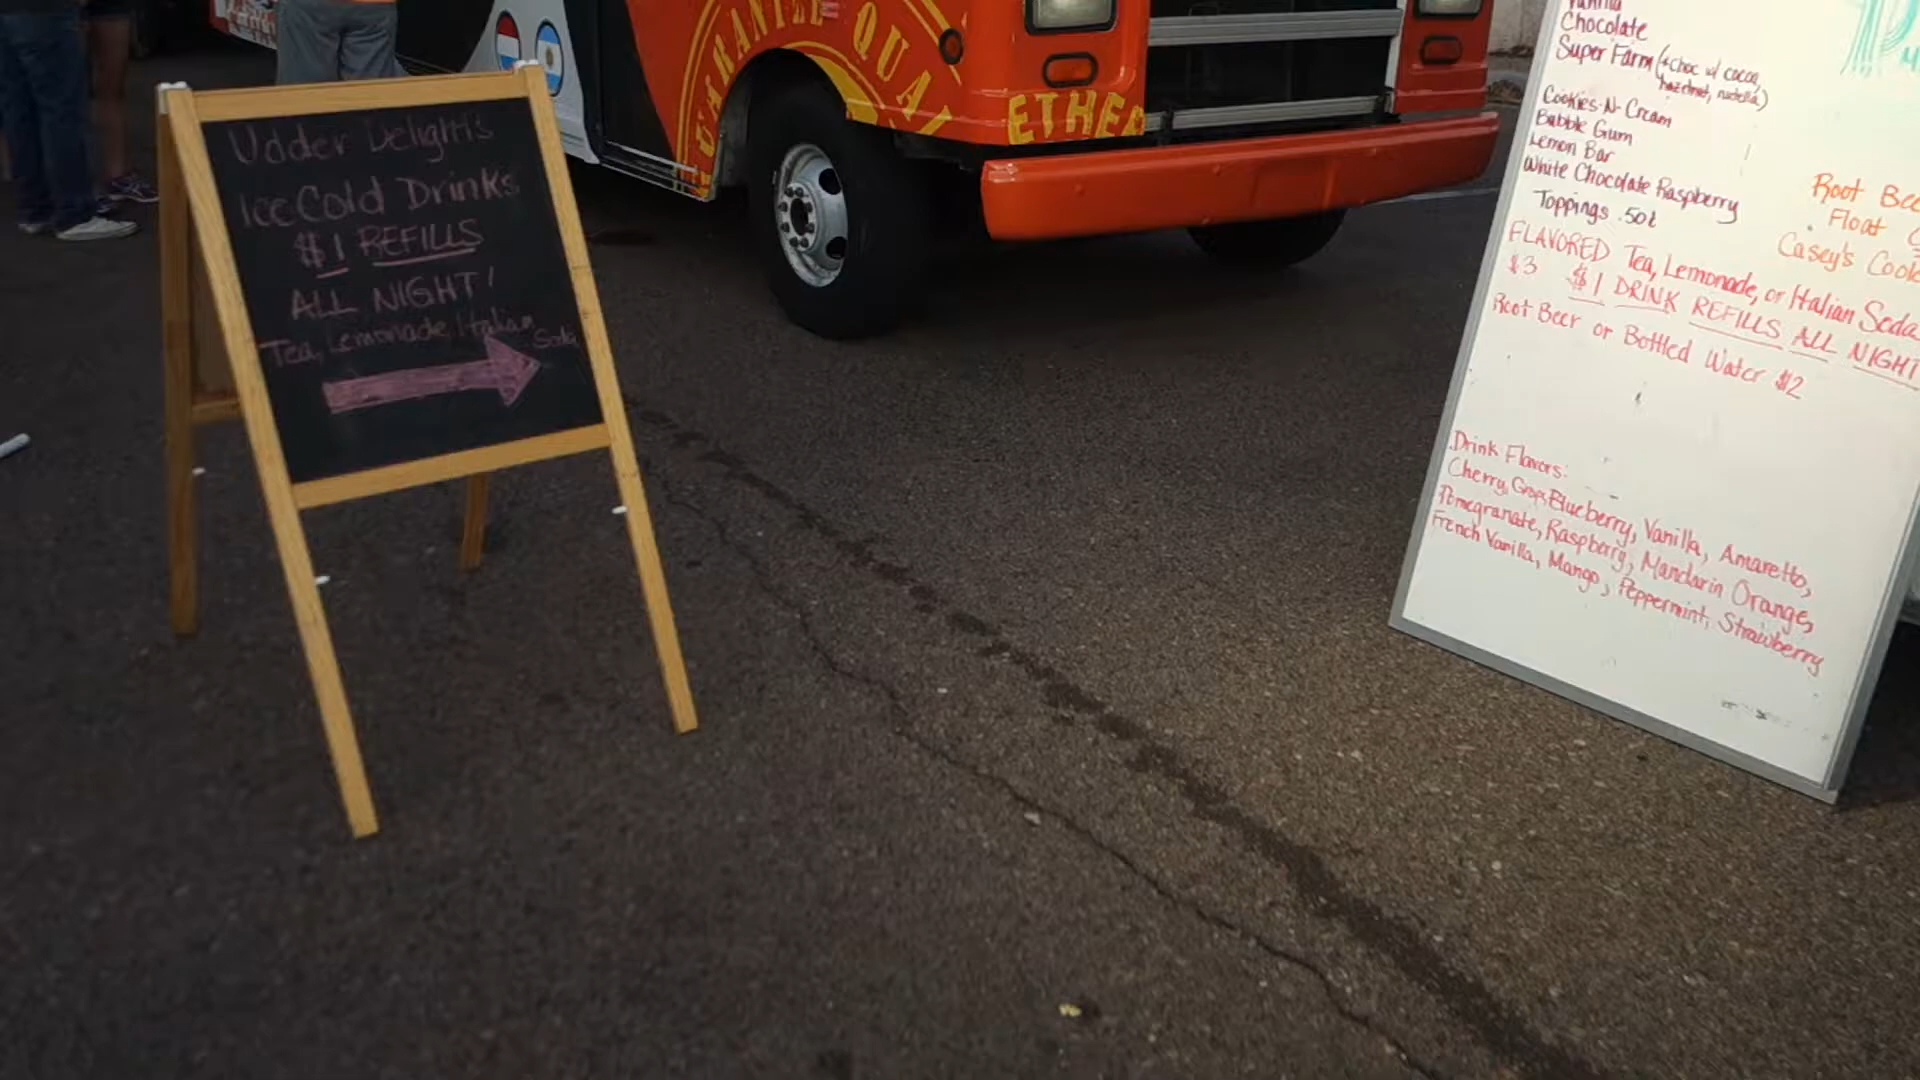 Udder Delights
Ice Cold Drinks
$1 REFILLS
ALL NIGHT!
Tea, Lemonade, Italian
Soda
QUA
ETHER
Vanilla
Chocolate
Super Farm (+choc w/ cocoa,
hazelnut, nutella)
Cookies-N-Cream
Bubble Gum
Lemon Bar
White Chocolate Raspberry
Toppings .50¢
Root Bee
Float
Casey's Cook
FLAVORED Tea, Lemonade, or Italian Soda
$3 $1 DRINK REFILLS ALL NIGHT
Root Beer or Bottled Water $2
Drink Flavors:
Cherry, Grape, Blueberry, Vanilla, Amaretto,
Pomegranate, Raspberry, Mandarin Orange,
French Vanilla, Mango, Peppermint, Strawberry